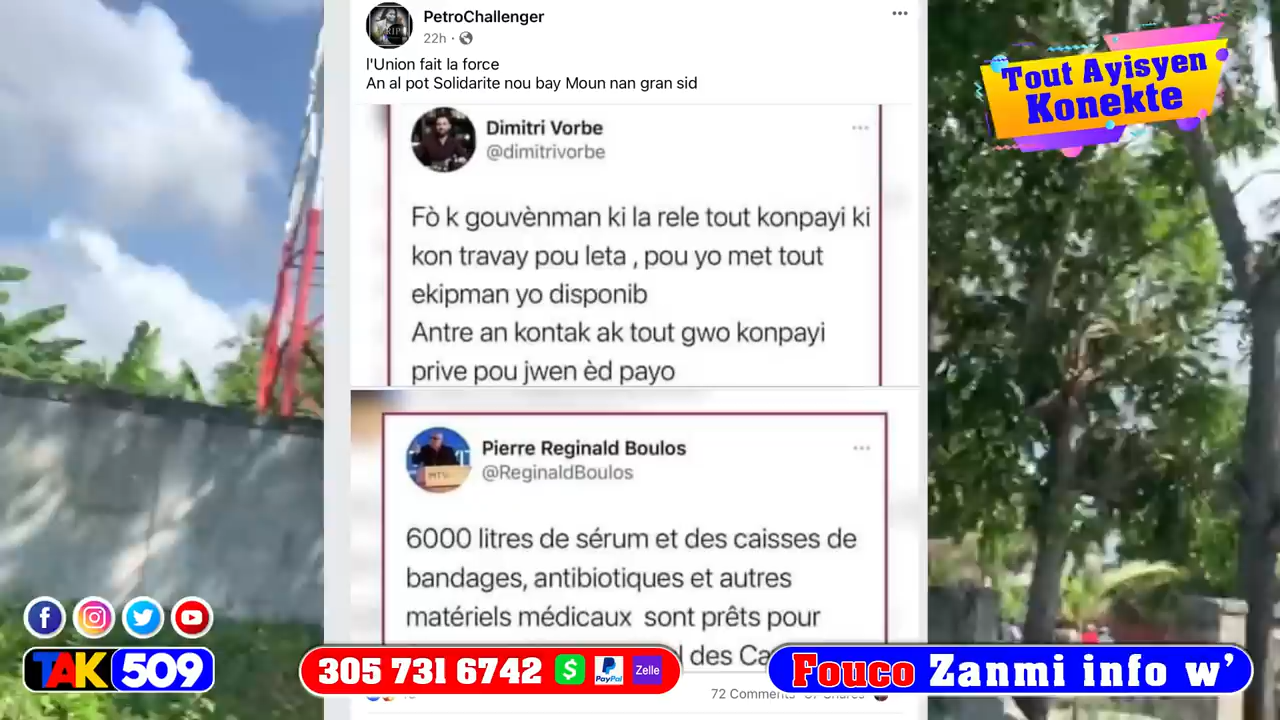 PetroChallenger
22h
l'Union fait la force
An al pot Solidarite nou bay Moun nan gran sid
Tout Ayisyen
Konekte
Dimitri Vorbe
@dimitrivorbe
Fò k gouvènman ki la rele tout konpayi ki
kon travay pou leta , pou yo met tout
ekipman yo disponib
Antre an kontak ak tout gwo konpayi
prive pou jwen èd payo
Pierre Reginald Boulos
@ReginaldBoulos
6000 litres de sérum et des caisses de
bandages, antibiotiques et autres
matériels médicaux sont prêts pour
des
72 Comments
TAK 509
305 731 6742
$
PayPal
Zelle
Fouco Zanmi info w'